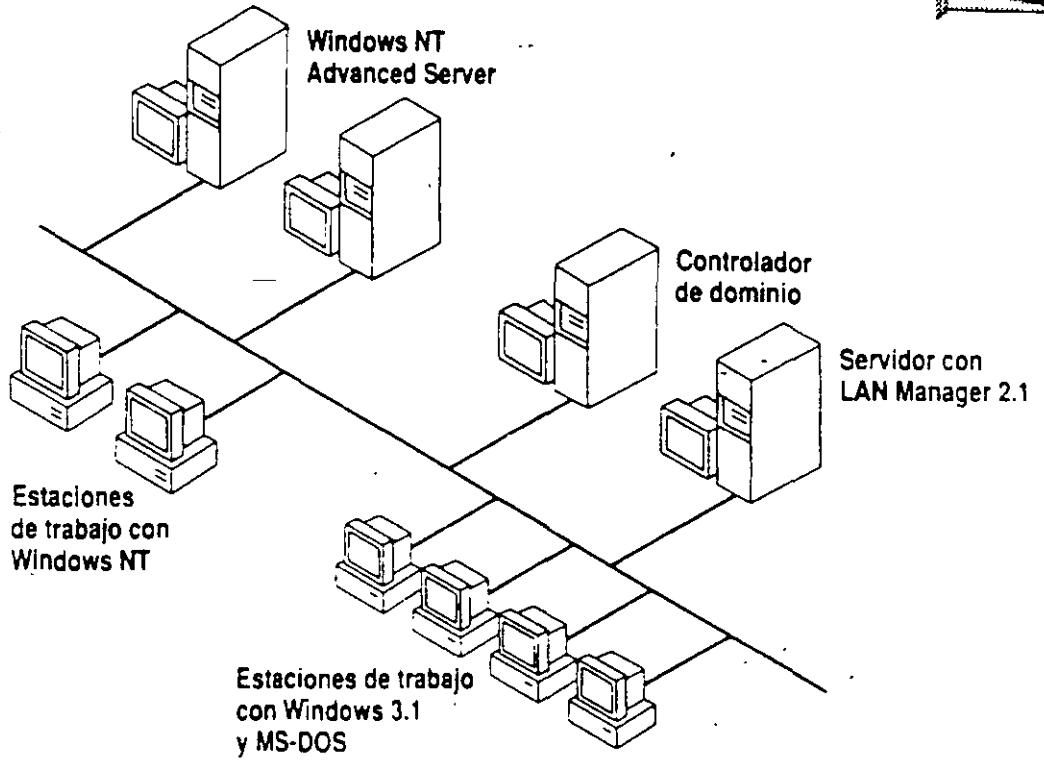 Windows NT
Advanced Server
Controlador
de dominio
Servidor con
LAN Manager 2.1
Estaciones
de trabajo con
Windows NT
Estaciones de trabajo
con Windows 3.1
y MS-DOS